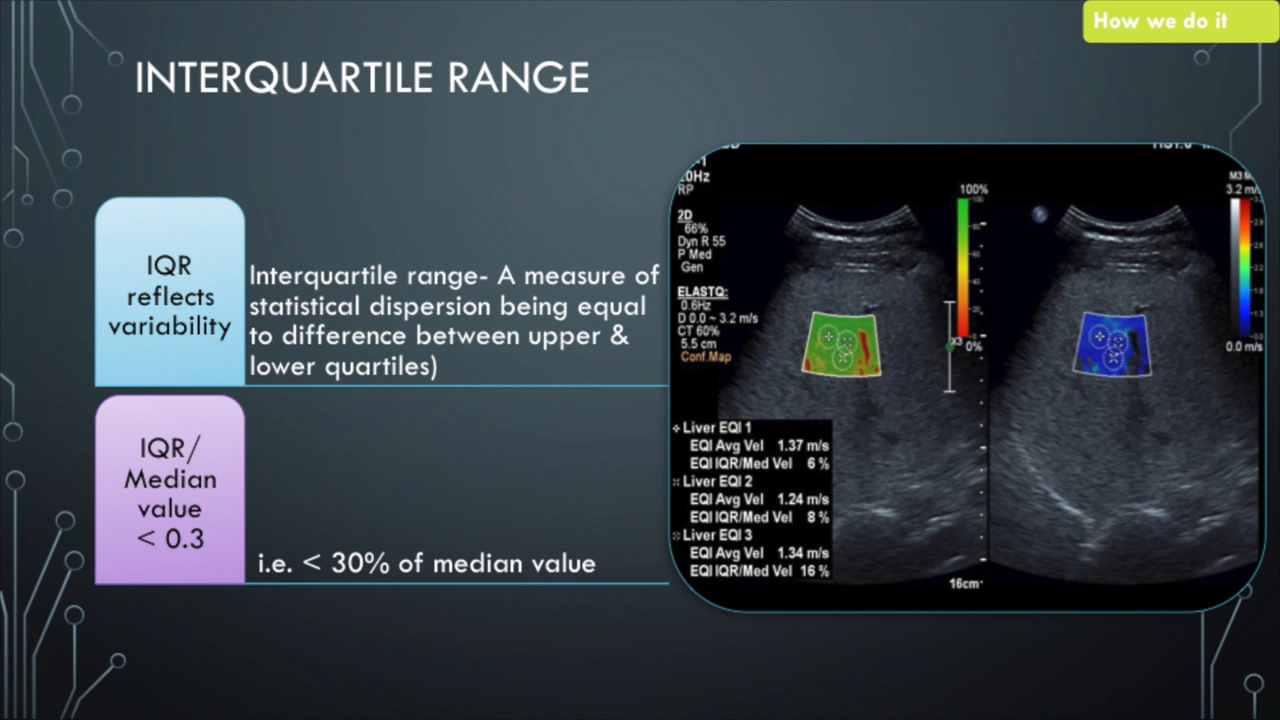 How we do it
INTERQUARTILE RANGE
IQR
reflects
variability
Interquartile range- A measure of
statistical dispersion being equal
to difference between upper &
lower quartiles)
IQR/
Median
value
< 0.3
i.e. < 30% of median value
-1
RP
2D
66%
Dyn R 55
P Med
Gen
ELASTQ:
0.6Hz
D 0.0 ~ 3.2 m/s
CT 60%
5.5 cm
Conf.Map
100%
0%
X3
M3
3.2 m/s
0.0 m/s
Liver EQI 1
EQI Avg Vel 1.37 m/s
EQI IQR/Med Vel 6 %
Liver EQI 2
EQI Avg Vel 1.24 m/s
EQI IQR/Med Vel 8 %
Liver EQI 3
EQI Avg Vel 1.34 m/s
EQI IQR/Med Vel 16 %
16cm